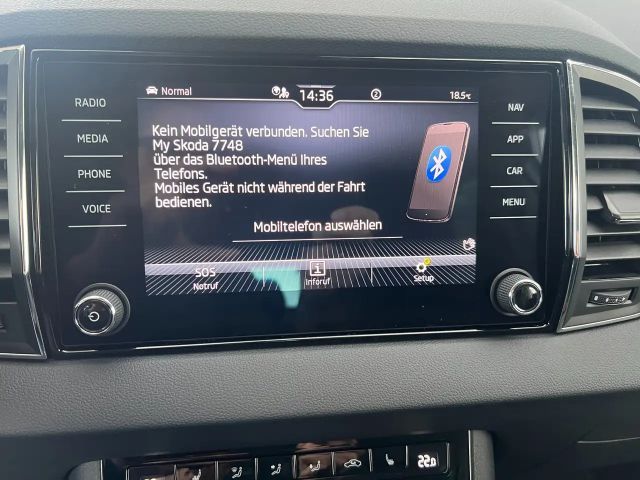 Normal 14:36 2 18.5°C
RADIO
MEDIA
PHONE
VOICE
Kein Mobilgerät verbunden. Suchen Sie
My Skoda 7748
über das Bluetooth-Menü Ihres
Telefons.
Mobiles Gerät nicht während der Fahrt
bedienen.
Mobiltelefon auswählen
SOS
Notruf
i
Inforuf
Setup
NAV
APP
CAR
MENU
22.0